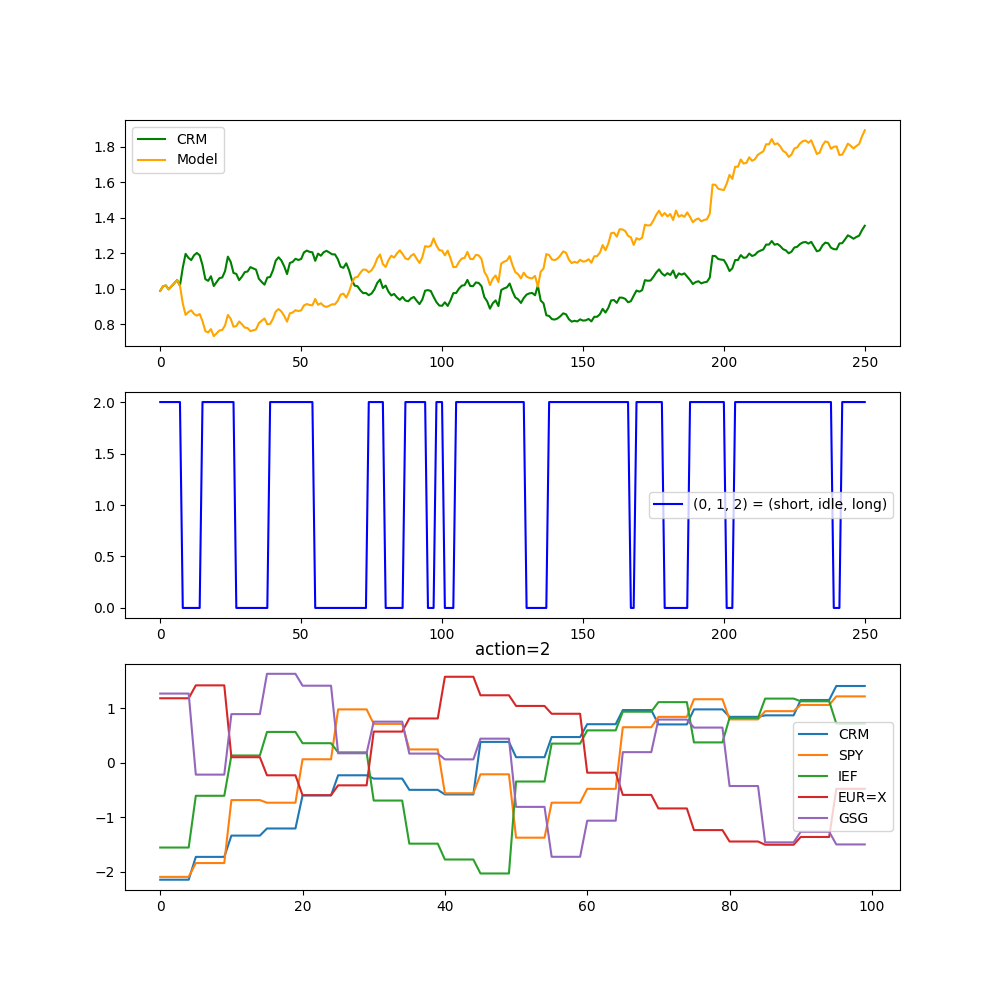 CRM
Model
1.8
1.6
1.4
1.2
1.0
0.8
0 50 100 150 200 250
2.0
1.5
1.0
0.5
0.0
(0, 1, 2) = (short, idle, long)
0 50 100 150 200 250
action=2
1
0
−1
−2
CRM
SPY
IEF
EUR=X
GSG
0 20 40 60 80 100